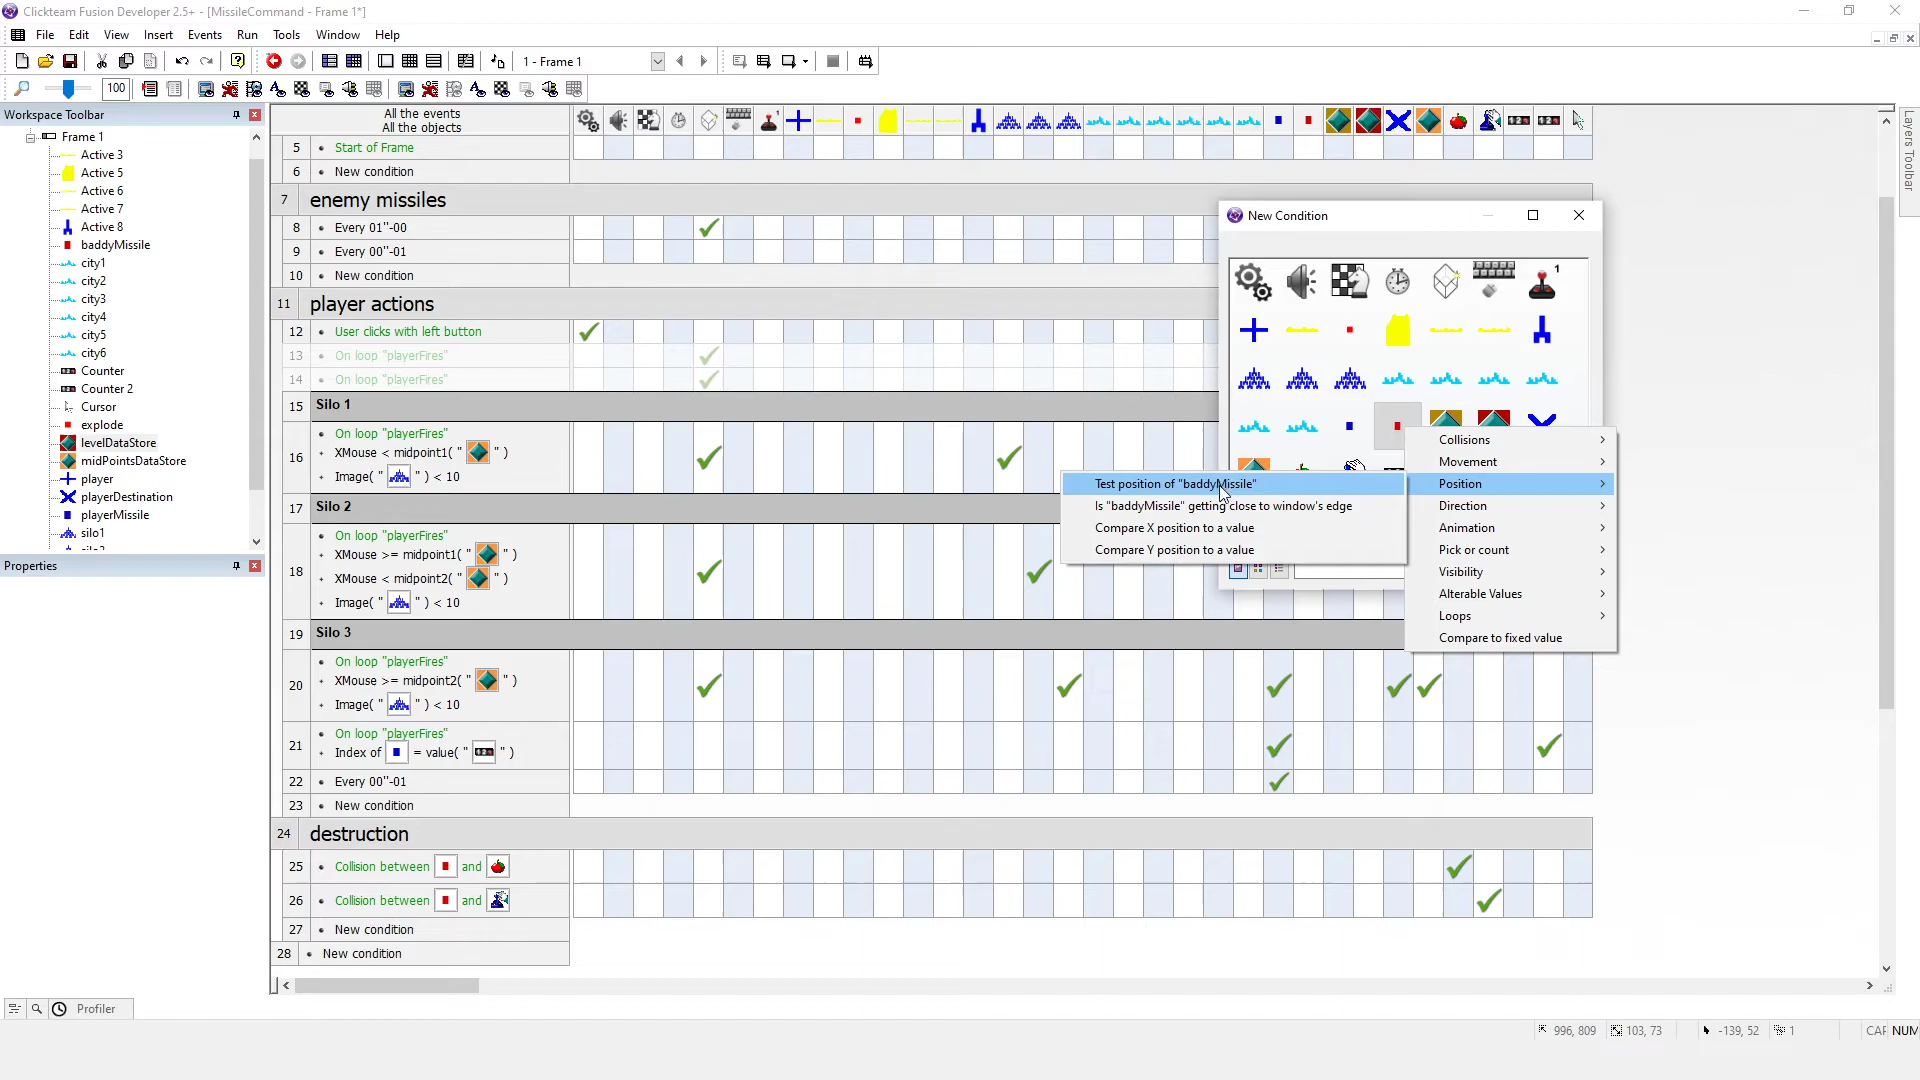 Clickteam Fusion Developer 2.5+ - [MissileCommand - Frame 1*]
File Edit View Insert Events Run Tools Window Help
1 - Frame 1
100
Workspace Toolbar
Frame 1
Active 3
Active 5
Active 6
Active 7
Active 8
baddyMissile
city1
city2
city3
city4
city5
city6
Counter
Counter 2
Cursor
explode
levelDataStore
midPointsDataStore
player
playerDestination
playerMissile
silo1
Properties
All the events
All the objects
5 Start of Frame
6 New condition
7 enemy missiles
8 Every 01"-00
9 Every 00"-01
10 New condition
11 player actions
12 User clicks with left button
13 On loop "playerFires"
14 On loop "playerFires"
15 Silo 1
16 On loop "playerFires"
XMouse < midpoint1( " " )
Image( " " ) < 10
17 Silo 2
18 On loop "playerFires"
XMouse >= midpoint1( " " )
XMouse < midpoint2( " " )
Image( " " ) < 10
19 Silo 3
20 On loop "playerFires"
XMouse >= midpoint2( " " )
Image( " " ) < 10
21 On loop "playerFires"
Index of = value( " " )
22 Every 00"-01
23 New condition
24 destruction
25 Collision between and
26 Collision between and
27 New condition
28 New condition
New Condition
1
Test position of "baddyMissile"
Is "baddyMissile" getting close to window's edge
Compare X position to a value
Compare Y position to a value
Collisions
Movement
Position
Direction
Animation
Pick or count
Visibility
Alterable Values
Loops
Compare to fixed value
Layers Toolbar
Profiler
996, 809 103, 73 -139, 52 1 CAP NUM